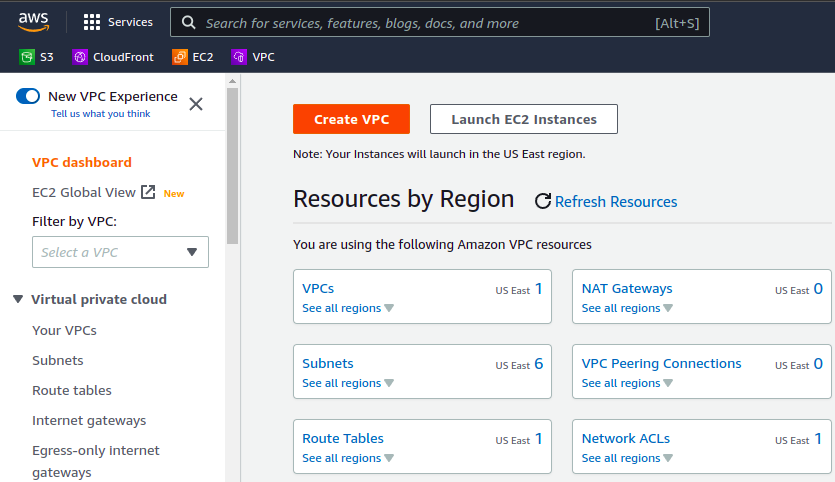 aws Services Search for services, features, blogs, docs, and more [Alt+S]
S3 CloudFront EC2 VPC
New VPC Experience
Tell us what you think
VPC dashboard
EC2 Global View New
Filter by VPC:
Select a VPC
Virtual private cloud
Your VPCs
Subnets
Route tables
Internet gateways
Egress-only internet
gateways
Create VPC Launch EC2 Instances
Note: Your Instances will launch in the US East region.
Resources by Region Refresh Resources
You are using the following Amazon VPC resources
VPCs US East 1
See all regions
NAT Gateways US East 0
See all regions
Subnets US East 6
See all regions
VPC Peering Connections US East 0
See all regions
Route Tables US East 1
See all regions
Network ACLs US East 1
See all regions